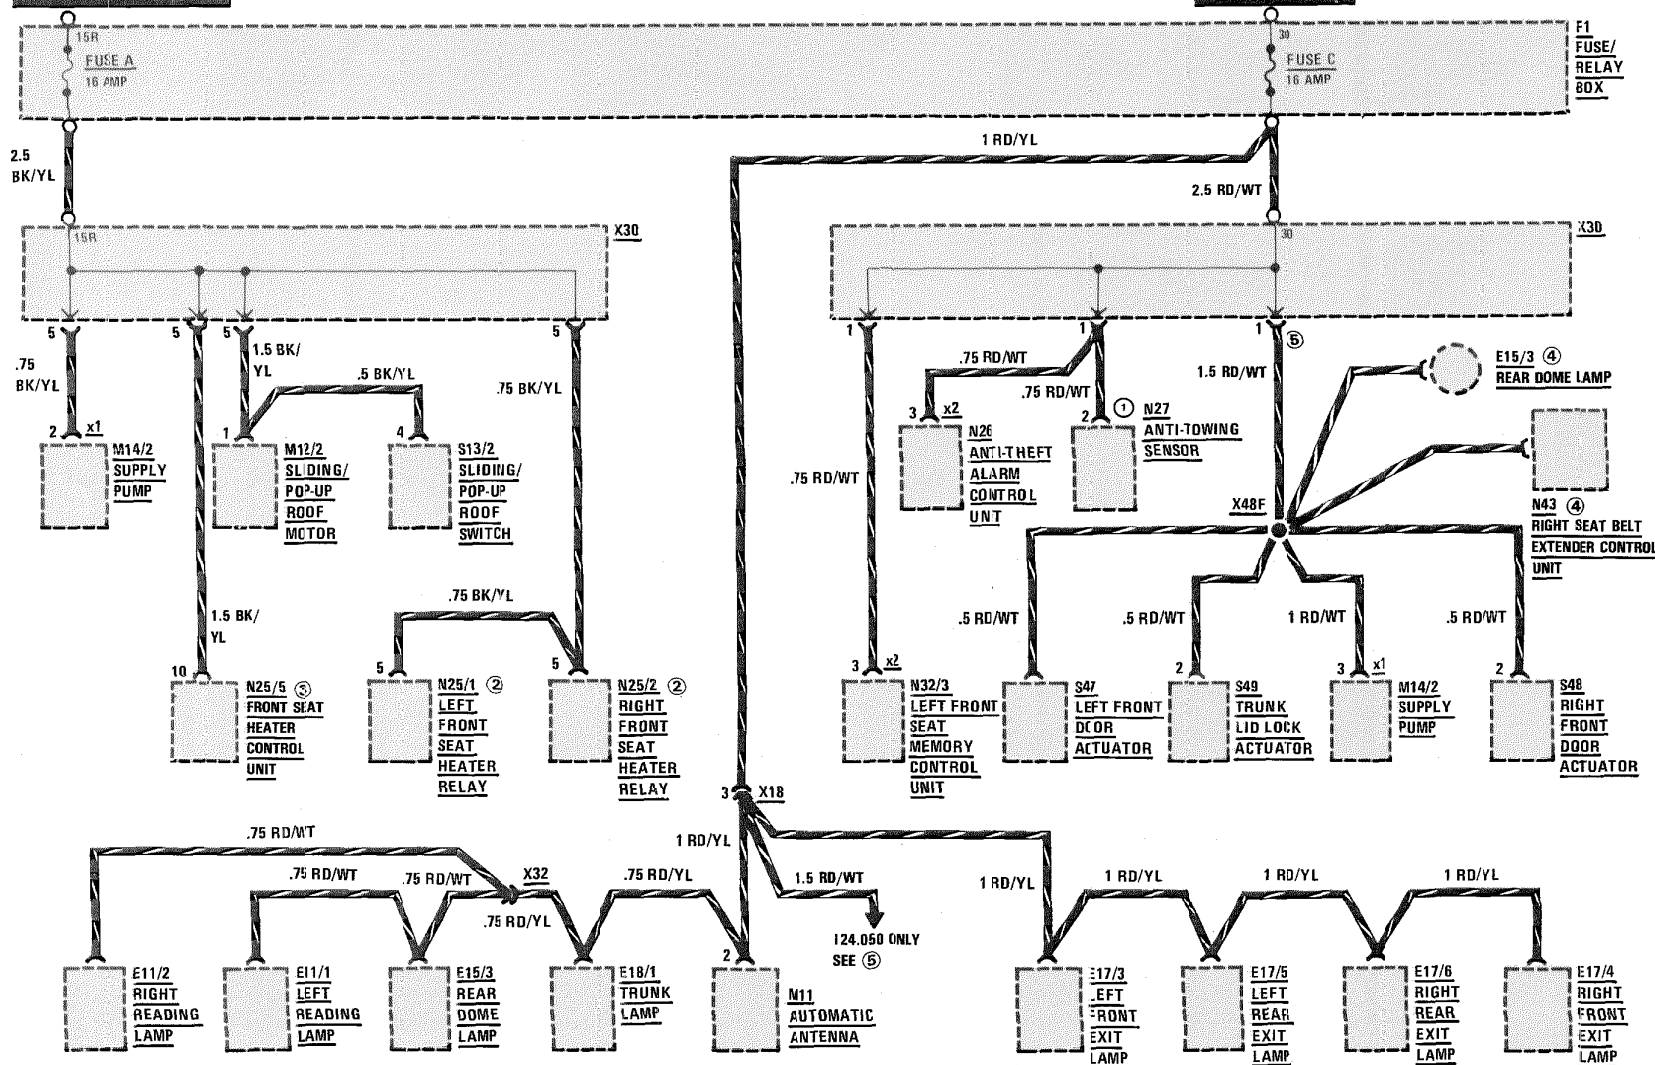 15R
FUSE A
16 AMP
30
FUSE C
16 AMP
F1
FUSE/
RELAY
BOX
2.5
BK/YL
1 RD/YL
2.5 RD/WT
15R
X30
30
X30
5
5
5
5
1
1
1
⑤
.75
BK/YL
1.5 BK/
YL
.5 BK/YL
.75 BK/YL
.75 RD/WT
.75 RD/WT
1.5 RD/WT
E15/3 ④
REAR DOME LAMP
2
x1
1
4
3
x2
2
①
M14/2
SUPPLY
PUMP
M12/2
SLIDING/
POP-UP
ROOF
MOTOR
S13/2
SLIDING/
POP-UP
ROOF
SWITCH
.75 RD/WT
N26
ANTI-THEFT
ALARM
CONTROL
UNIT
N27
ANTI-TOWING
SENSOR
X48F
N43 ④
RIGHT SEAT BELT
EXTENDER CONTROL
UNIT
1.5 BK/
YL
.75 BK/YL
.5 RD/WT
.5 RD/WT
1 RD/WT
.5 RD/WT
10
5
5
3
x2
2
3
x1
2
N25/5 ③
FRONT SEAT
HEATER
CONTROL
UNIT
N25/1 ②
LEFT
FRONT
SEAT
HEATER
RELAY
N25/2 ②
RIGHT
FRONT
SEAT
HEATER
RELAY
N32/3
LEFT FRONT
SEAT
MEMORY
CONTROL
UNIT
S47
LEFT FRONT
DOOR
ACTUATOR
S49
TRUNK
LID LOCK
ACTUATOR
M14/2
SUPPLY
PUMP
S48
RIGHT
FRONT
DOOR
ACTUATOR
3
X18
.75 RD/WT
1 RD/YL
.75 RD/WT
.75 RD/WT
X32
.75 RD/YL
.75 RD/YL
1.5 RD/WT
1 RD/YL
1 RD/YL
1 RD/YL
1 RD/YL
124.050 ONLY
SEE ⑤
2
E11/2
RIGHT
READING
LAMP
E11/1
LEFT
READING
LAMP
E15/3
REAR
DOME
LAMP
E18/1
TRUNK
LAMP
N11
AUTOMATIC
ANTENNA
E17/3
LEFT
FRONT
EXIT
LAMP
E17/5
LEFT
REAR
EXIT
LAMP
E17/6
RIGHT
REAR
EXIT
LAMP
E17/4
RIGHT
FRONT
EXIT
LAMP